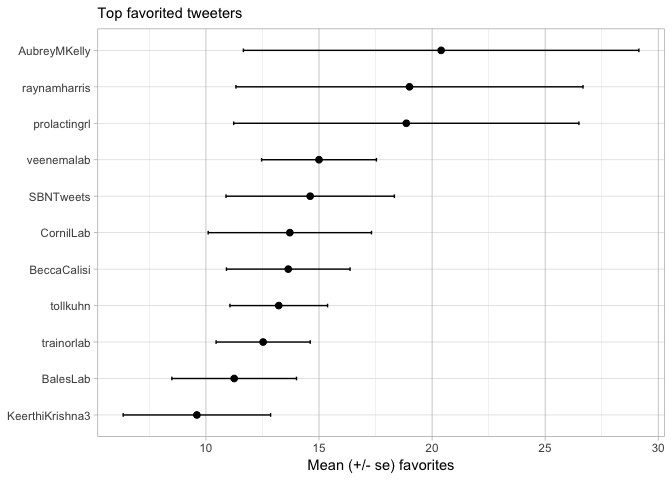 Top favorited tweeters
AubreyMKelly
raynamharris
prolactingrl
veenemalab
SBNTweets
CornilLab
BeccaCalisi
tollkuhn
trainorlab
BalesLab
KeerthiKrishna3
10 15 20 25 30
Mean (+/- se) favorites